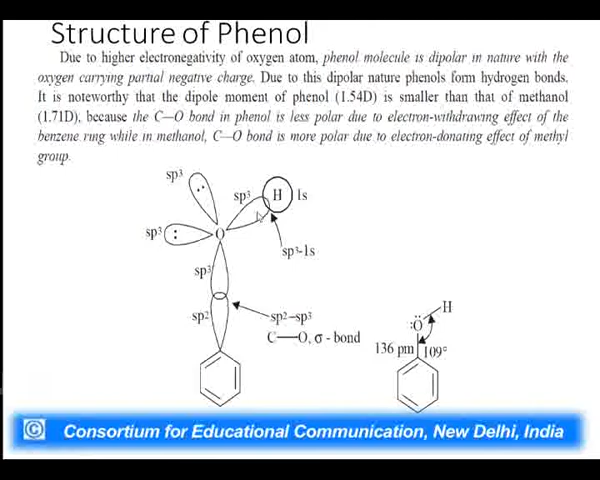 Structure of Phenol
Due to higher electronegativity of oxygen atom, phenol molecule is dipolar in nature with the
oxygen carrying partial negative charge. Due to this dipolar nature phenols form hydrogen bonds.
It is noteworthy that the dipole moment of phenol (1.54D) is smaller than that of methanol
(1.71D), because the C—O bond in phenol is less polar due to electron-withdrawing effect of the
benzene ring while in methanol, C—O bond is more polar due to electron-donating effect of methyl
group.
sp³
sp³ H 1s
sp³ O
sp³-1s
sp³
sp² sp²–sp³
C—O, σ - bond
H
:Ö
136 pm 109°
© Consortium for Educational Communication, New Delhi, India